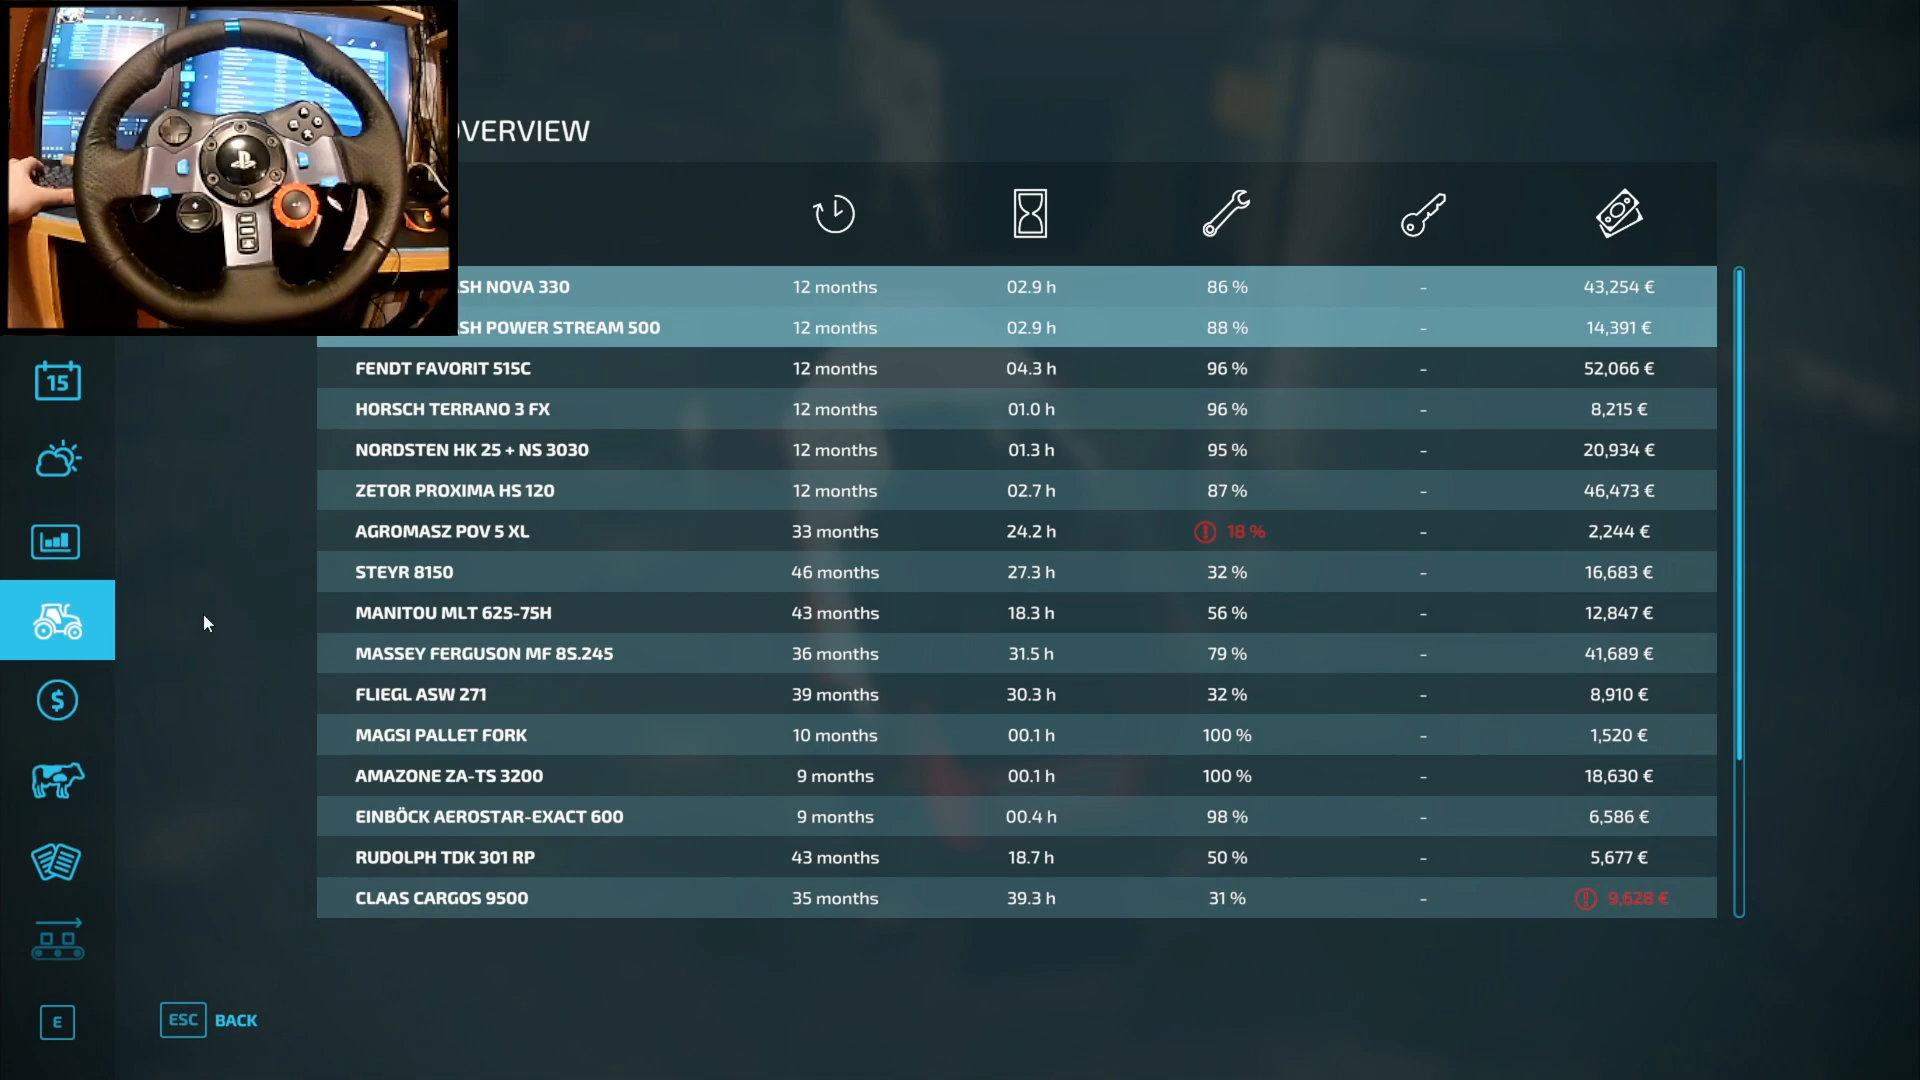 OVERVIEW
SH NOVA 330 12 months 02.9 h 86 % - 43,254 €
SH POWER STREAM 500 12 months 02.9 h 88 % - 14,391 €
FENDT FAVORIT 515C 12 months 04.3 h 96 % - 52,066 €
HORSCH TERRANO 3 FX 12 months 01.0 h 96 % - 8,215 €
NORDSTEN HK 25 + NS 3030 12 months 01.3 h 95 % - 20,934 €
ZETOR PROXIMA HS 120 12 months 02.7 h 87 % - 46,473 €
AGROMASZ POV 5 XL 33 months 24.2 h 18 % - 2,244 €
STEYR 8150 46 months 27.3 h 32 % - 16,683 €
MANITOU MLT 625-75H 43 months 18.3 h 56 % - 12,847 €
MASSEY FERGUSON MF 8S.245 36 months 31.5 h 79 % - 41,689 €
FLIEGL ASW 271 39 months 30.3 h 32 % - 8,910 €
MAGSI PALLET FORK 10 months 00.1 h 100 % - 1,520 €
AMAZONE ZA-TS 3200 9 months 00.1 h 100 % - 18,630 €
EINBÖCK AEROSTAR-EXACT 600 9 months 00.4 h 98 % - 6,586 €
RUDOLPH TDK 301 RP 43 months 18.7 h 50 % - 5,677 €
CLAAS CARGOS 9500 35 months 39.3 h 31 % - 9,628 €
15
$
E
ESC BACK